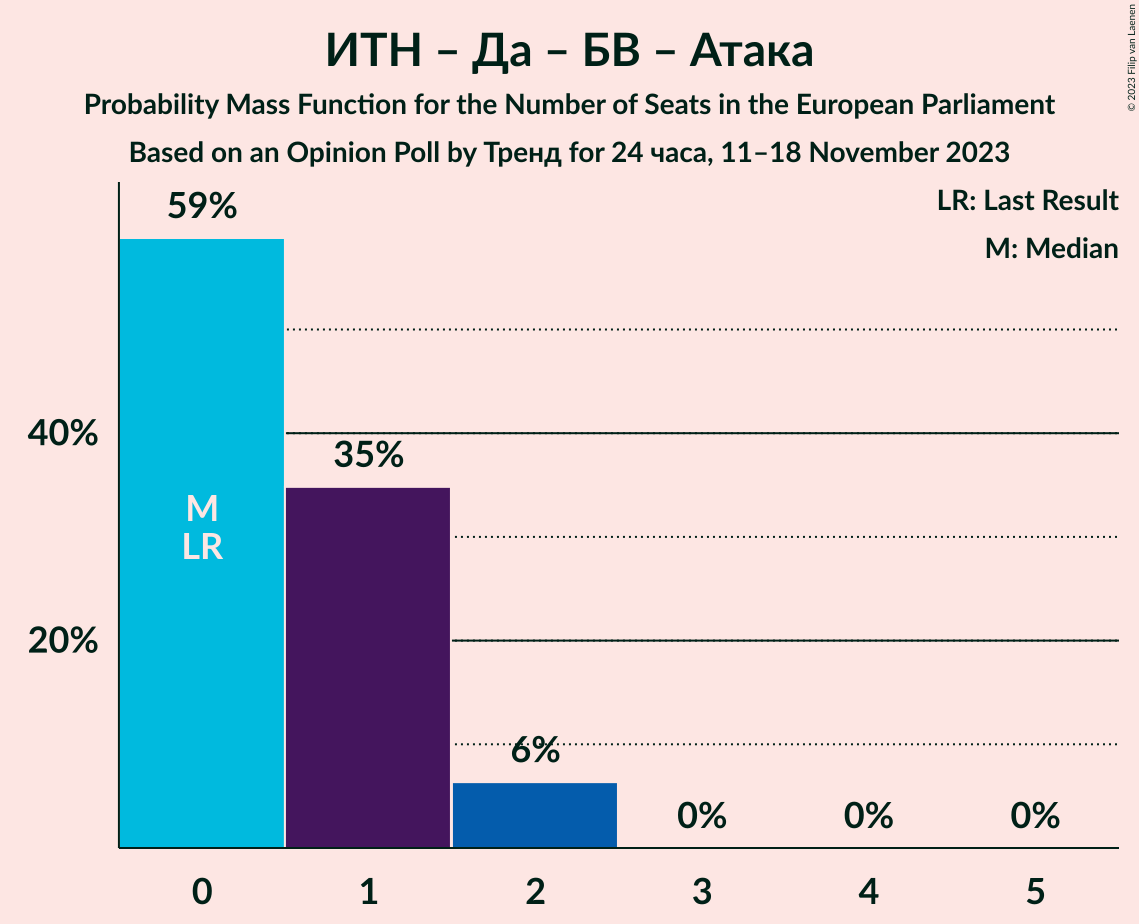 ИТН – Да – БВ – Атака
Probability Mass Function for the Number of Seats in the European Parliament
Based on an Opinion Poll by Тренд for 24 часа, 11–18 November 2023
© 2023 Filip van Laenen
LR: Last Result
M: Median
59%
40%
35%
M
LR
20%
6%
0%
0%
0%
0
1
2
3
4
5